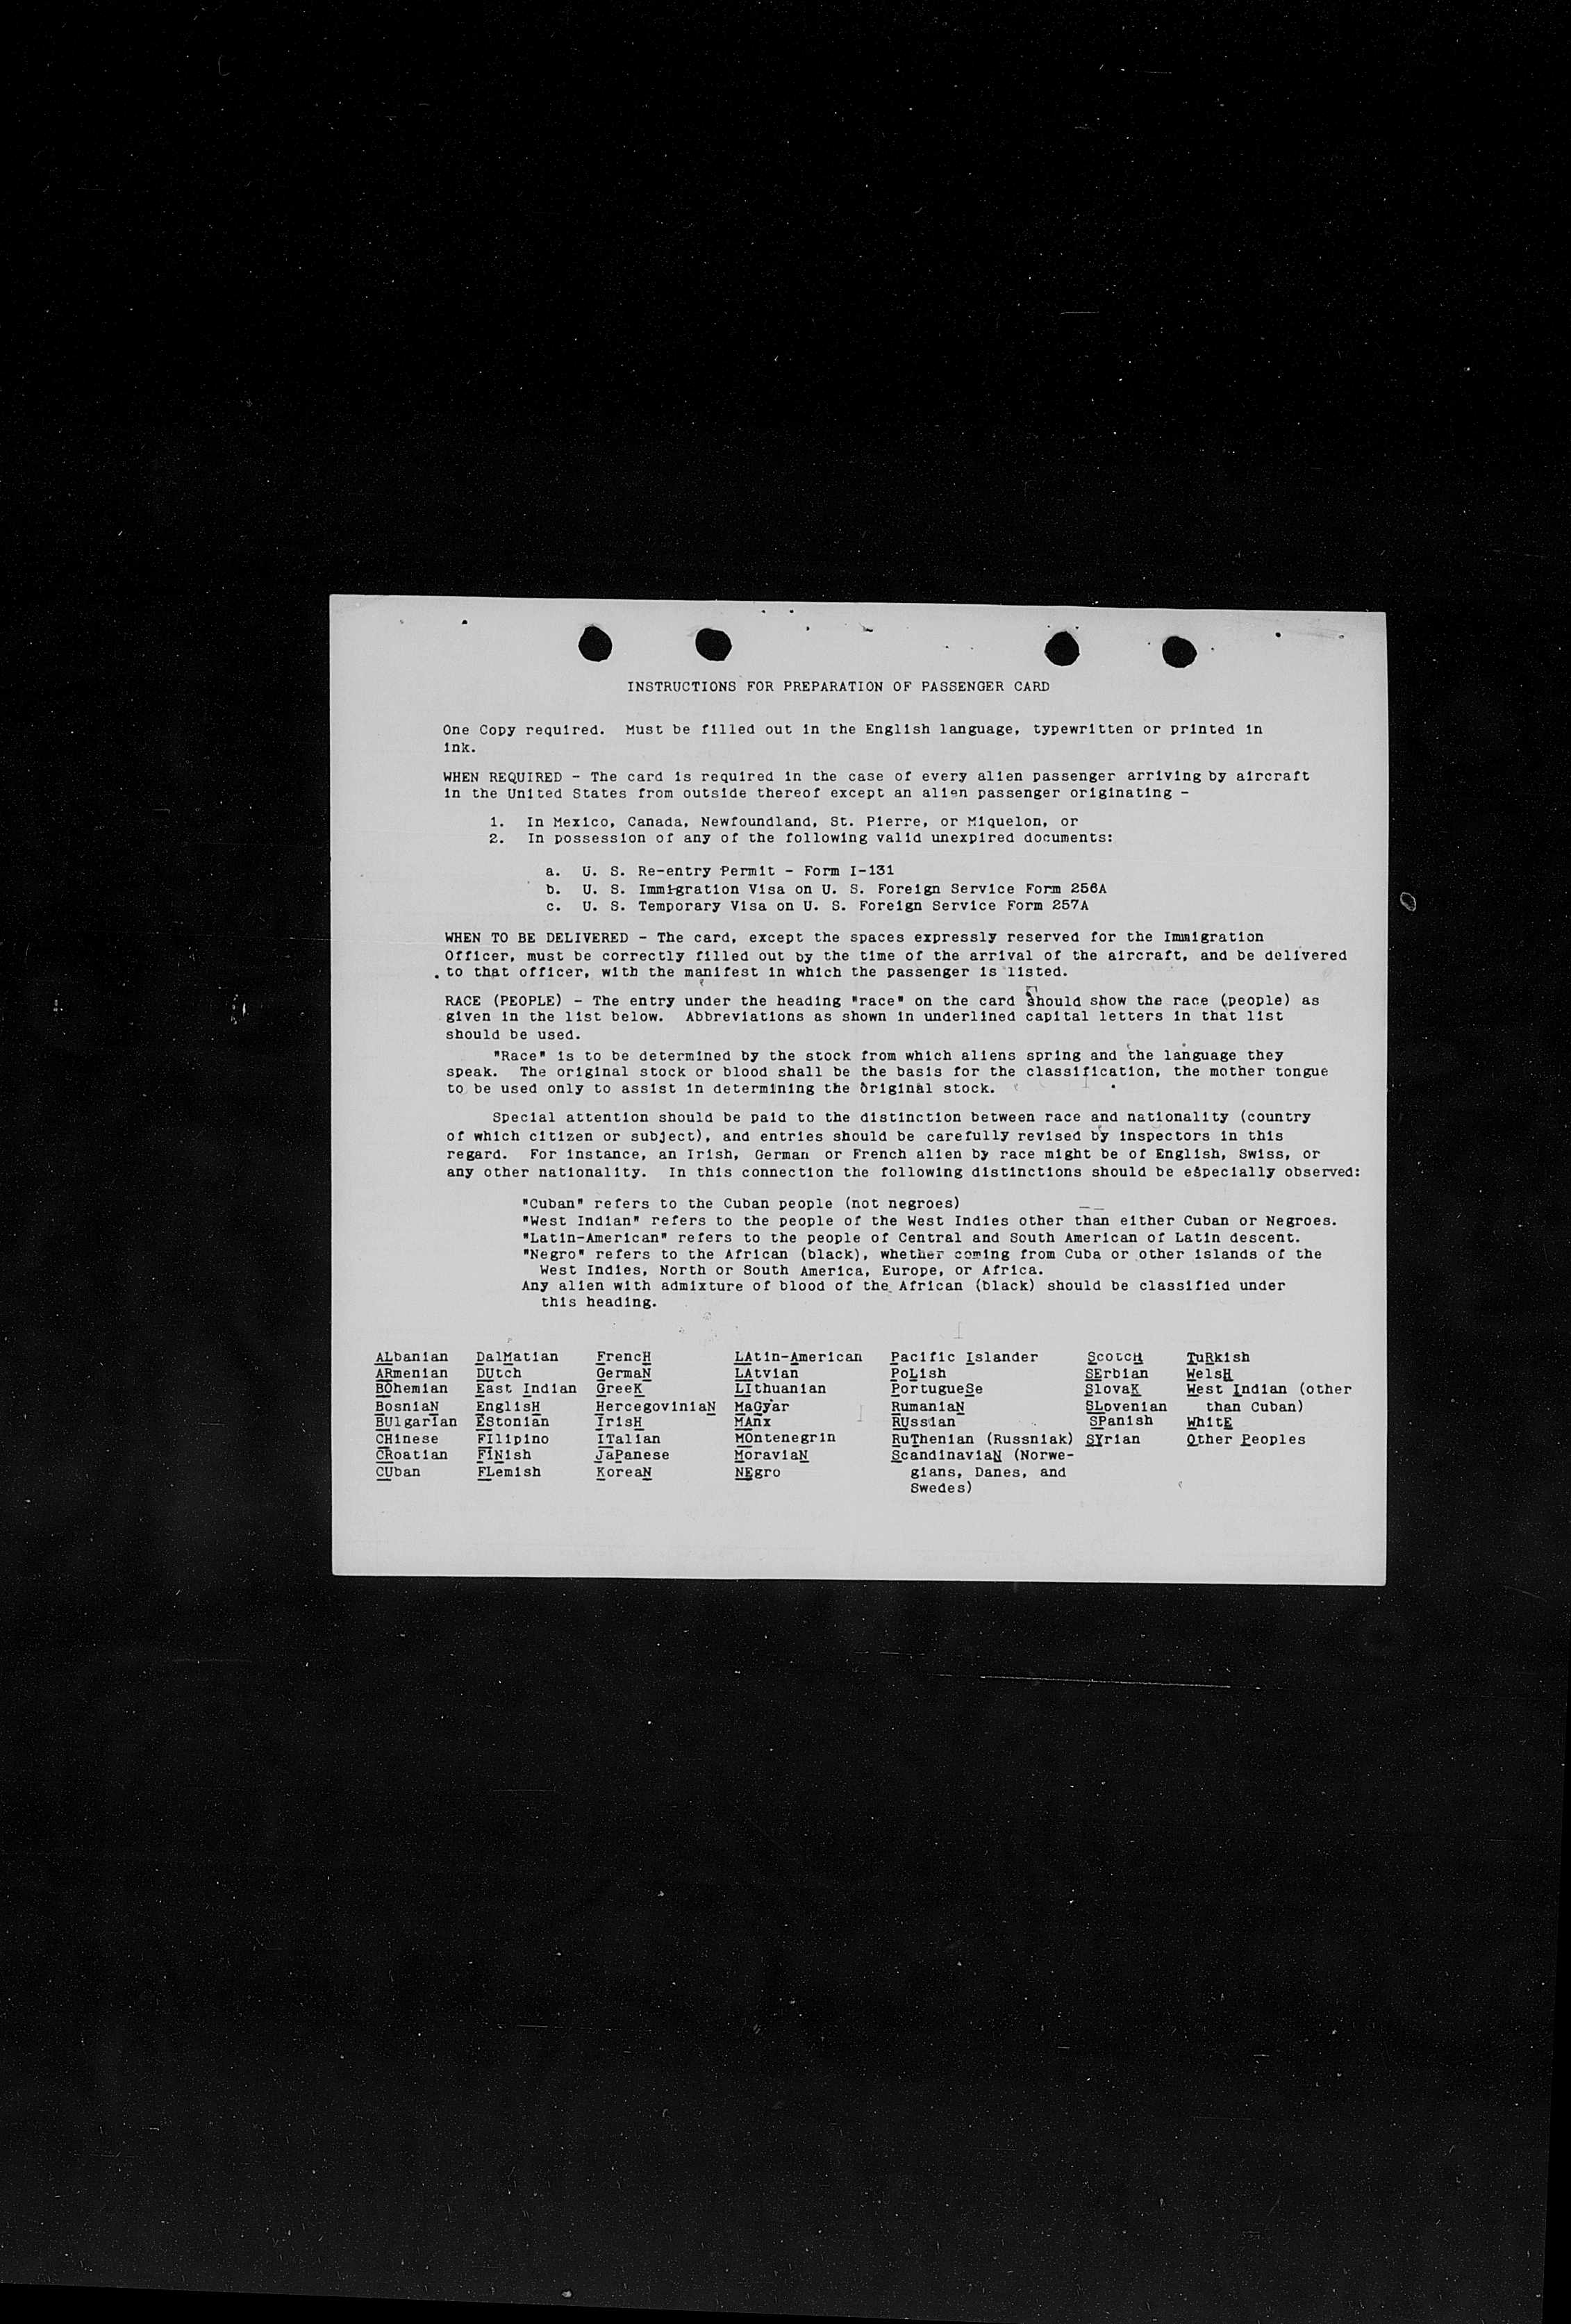 INSTRUCTIONS FOR PREPARATION OF PASSENGER CARD
One Copy required. Must be filled out in the English language, typewritten or printed in
ink.
WHEN REQUIRED - The card is required in the case of every alien passenger arriving by aircraft
in the United States from outside thereof except an alien passenger originating -
1. In Mexico, Canada, Newfoundland, St. Pierre, or Miquelon, or
2. In possession of any of the following valid unexpired documents:
a. U. S. Re-entry Permit - Form I-131
b. U. S. Immigration Visa on U. S. Foreign Service Form 256A
c. U. S. Temporary Visa on U. S. Foreign Service Form 257A
WHEN TO BE DELIVERED - The card, except the spaces expressly reserved for the Immigration
Officer, must be correctly filled out by the time of the arrival of the aircraft, and be delivered
to that officer, with the manifest in which the passenger is listed.
RACE (PEOPLE) - The entry under the heading "race" on the card should show the race (people) as
given in the list below. Abbreviations as shown in underlined capital letters in that list
should be used.
"Race" is to be determined by the stock from which aliens spring and the language they
speak. The original stock or blood shall be the basis for the classification, the mother tongue
to be used only to assist in determining the original stock.
Special attention should be paid to the distinction between race and nationality (country
of which citizen or subject), and entries should be carefully revised by inspectors in this
regard. For instance, an Irish, German or French alien by race might be of English, Swiss, or
any other nationality. In this connection the following distinctions should be especially observed:
"Cuban" refers to the Cuban people (not negroes)
"West Indian" refers to the people of the West Indies other than either Cuban or Negroes.
"Latin-American" refers to the people of Central and South American of Latin descent.
"Negro" refers to the African (black), whether coming from Cuba or other islands of the
West Indies, North or South America, Europe, or Africa.
Any alien with admixture of blood of the African (black) should be classified under
this heading.
ALbanian DalMatian FrencH LAtin-American Pacific Islander ScotcH TuRkish
ARmenian DUtch GermaN LAtvian PoLish SErbian WelsH
BOhemian East Indian GreeK LIthuanian PortugueSe SlovaK West Indian (other
BosniaN EnglisH HercegoviniaN MaGyar RumaniaN SLovenian than Cuban)
BUlgarian EStonian IrisH MAnx RUssian SPanish WhitE
CHinese FIlipino ITalian MOntenegrin RuThenian (Russniak) SYrian Other Peoples
CRoatian FiNish JaPanese MoraviaN ScandinaviaN (Norwe-
CUban FLemish KoreaN NEgro gians, Danes, and
Swedes)